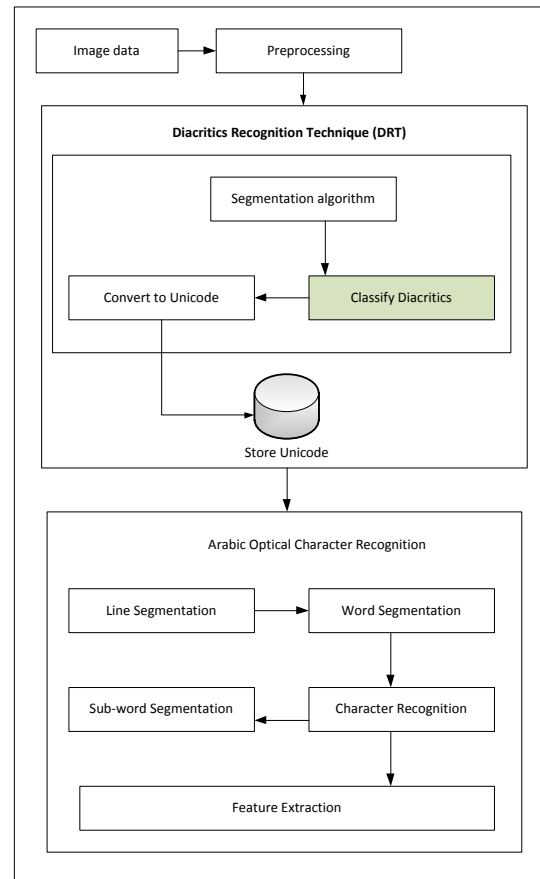 Image data
Preprocessing
Diacritics Recognition Technique (DRT)
Segmentation algorithm
Convert to Unicode
Classify Diacritics
Store Unicode
Arabic Optical Character Recognition
Line Segmentation
Word Segmentation
Sub-word Segmentation
Character Recognition
Feature Extraction